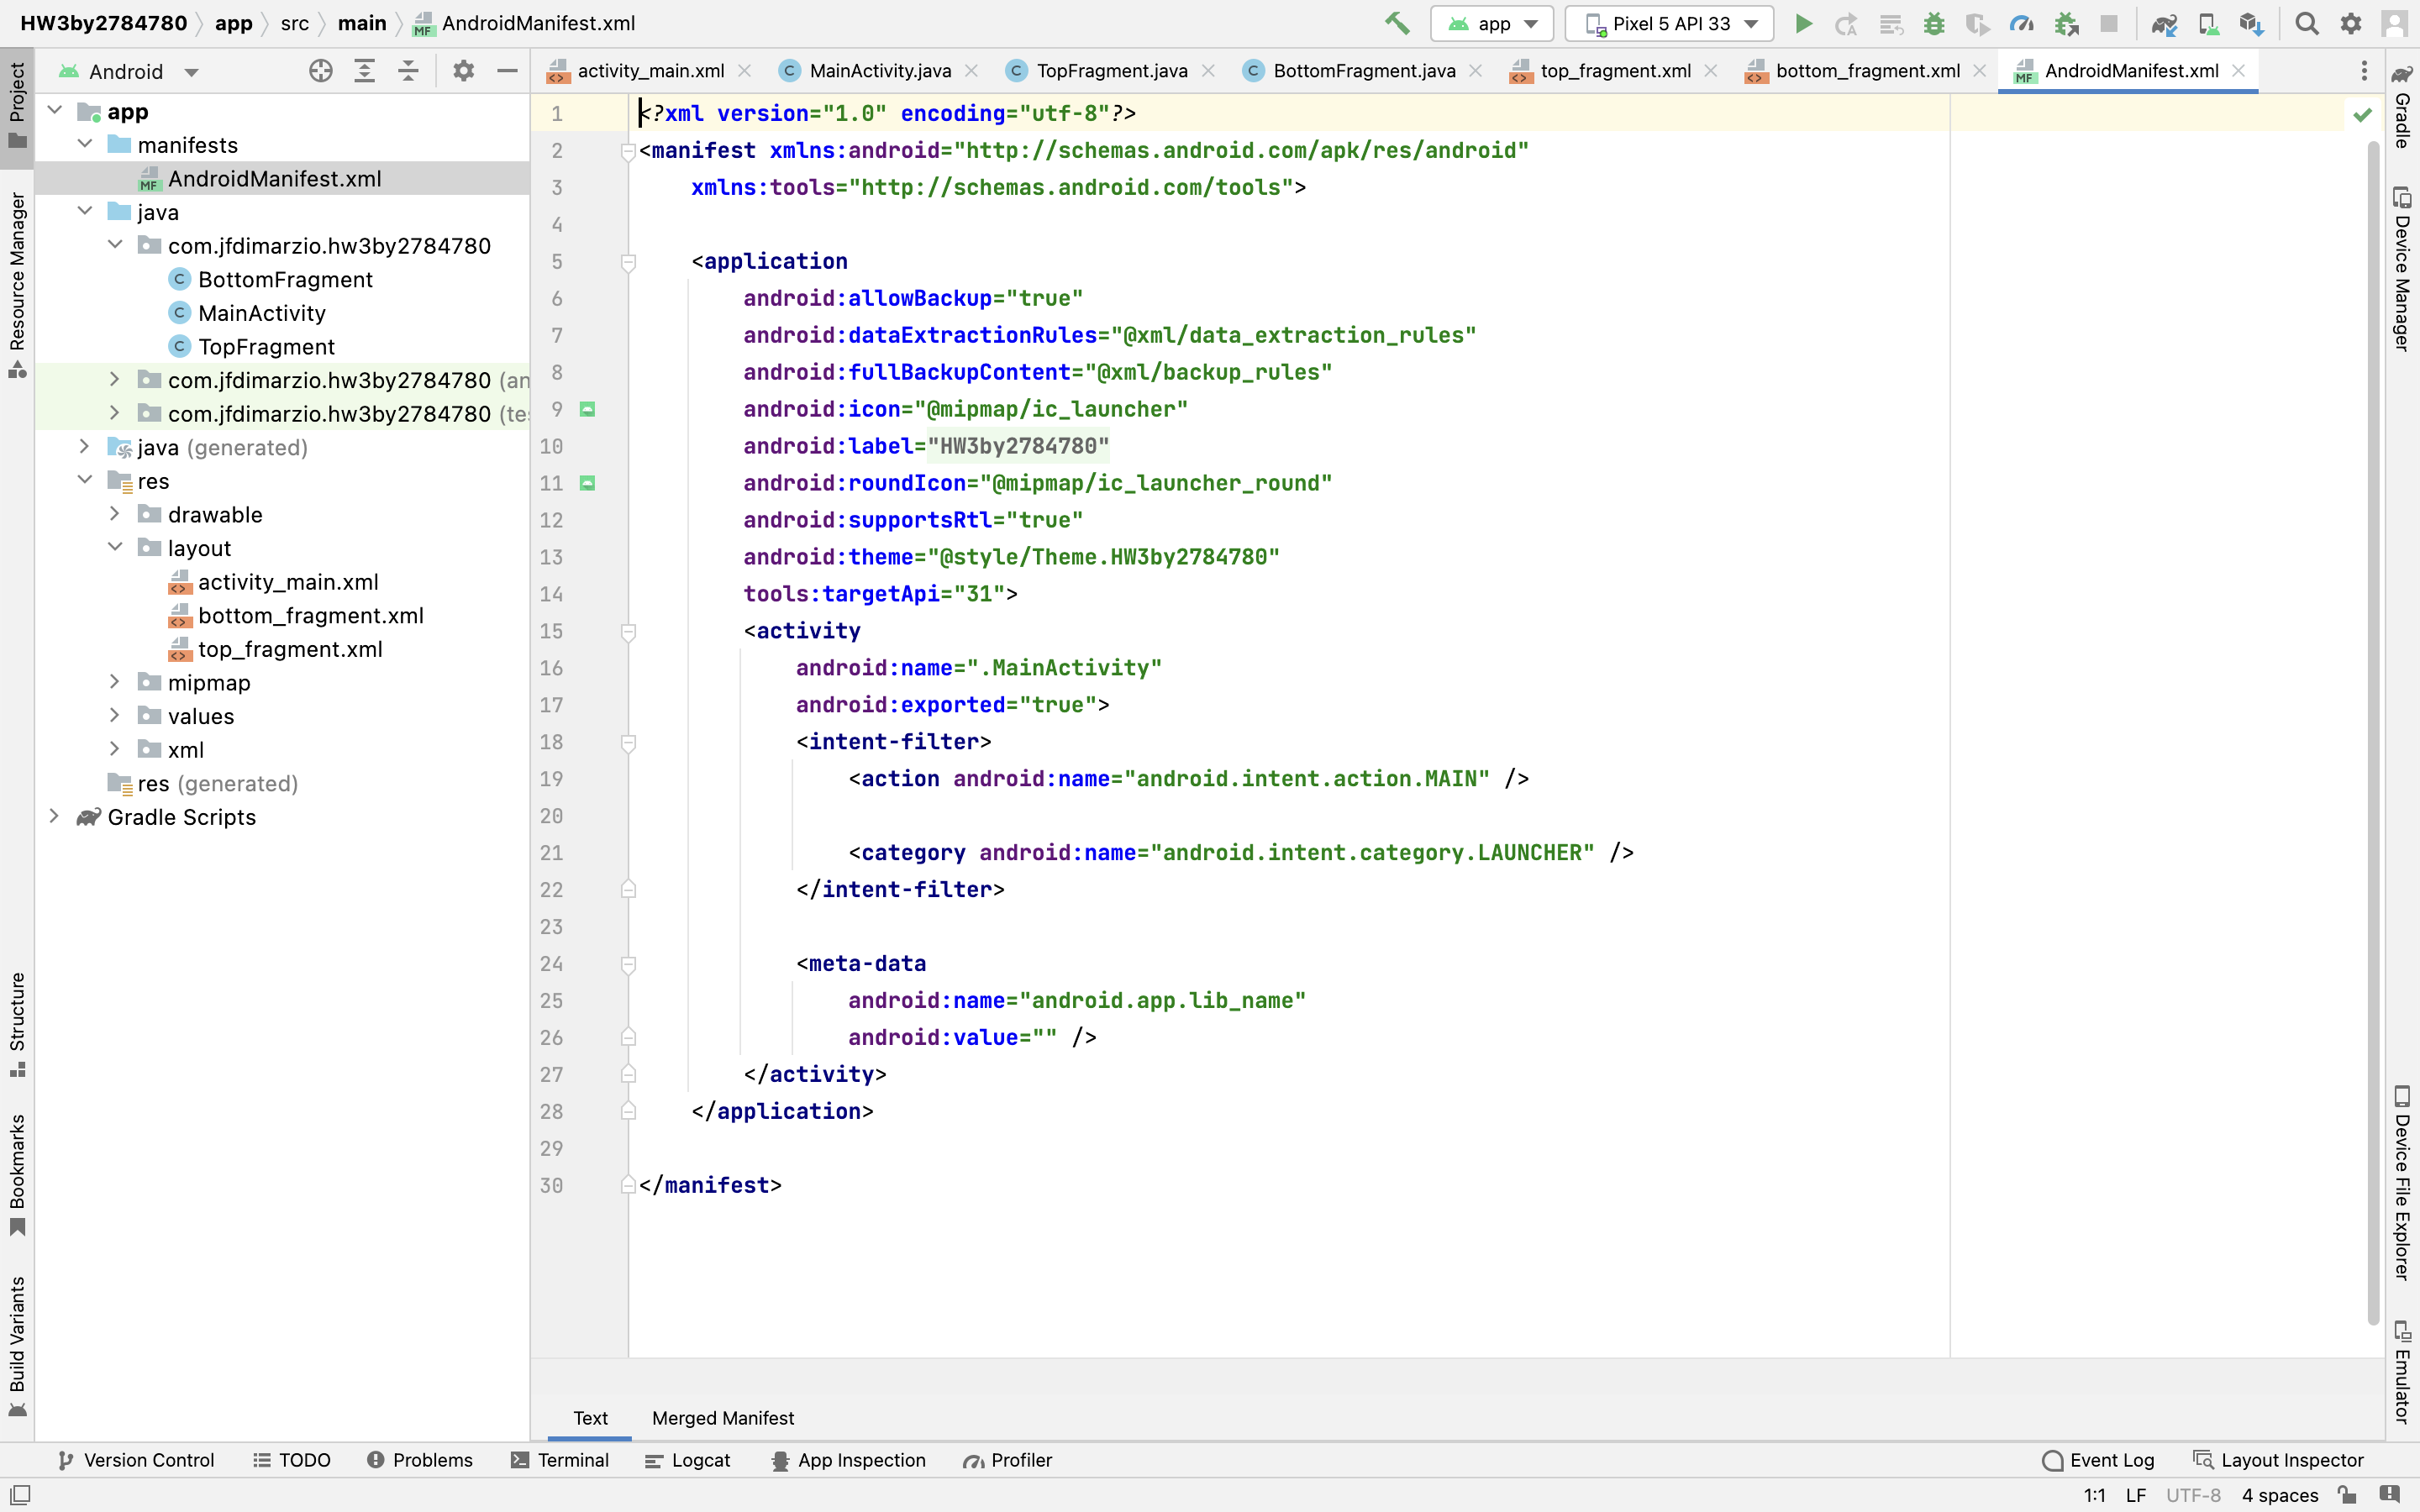 HW3by2784780 app src main AndroidManifest.xml app Pixel 5 API 33
Project
Resource Manager
Structure
Bookmarks
Build Variants
Android
app
manifests
AndroidManifest.xml
java
com.jfdimarzio.hw3by2784780
BottomFragment
MainActivity
TopFragment
com.jfdimarzio.hw3by2784780 (an
com.jfdimarzio.hw3by2784780 (te
java (generated)
res
drawable
layout
activity_main.xml
bottom_fragment.xml
top_fragment.xml
mipmap
values
xml
res (generated)
Gradle Scripts
activity_main.xml MainActivity.java TopFragment.java BottomFragment.java top_fragment.xml bottom_fragment.xml AndroidManifest.xml
1 <?xml version="1.0" encoding="utf-8"?>
2 <manifest xmlns:android="http://schemas.android.com/apk/res/android"
3 xmlns:tools="http://schemas.android.com/tools">
4
5 <application
6 android:allowBackup="true"
7 android:dataExtractionRules="@xml/data_extraction_rules"
8 android:fullBackupContent="@xml/backup_rules"
9 android:icon="@mipmap/ic_launcher"
10 android:label="HW3by2784780"
11 android:roundIcon="@mipmap/ic_launcher_round"
12 android:supportsRtl="true"
13 android:theme="@style/Theme.HW3by2784780"
14 tools:targetApi="31">
15 <activity
16 android:name=".MainActivity"
17 android:exported="true">
18 <intent-filter>
19 <action android:name="android.intent.action.MAIN" />
20
21 <category android:name="android.intent.category.LAUNCHER" />
22 </intent-filter>
23
24 <meta-data
25 android:name="android.app.lib_name"
26 android:value="" />
27 </activity>
28 </application>
29
30 </manifest>
Text Merged Manifest
Gradle
Device Manager
Device File Explorer
Emulator
Version Control TODO Problems Terminal Logcat App Inspection Profiler Event Log Layout Inspector
1:1 LF UTF-8 4 spaces